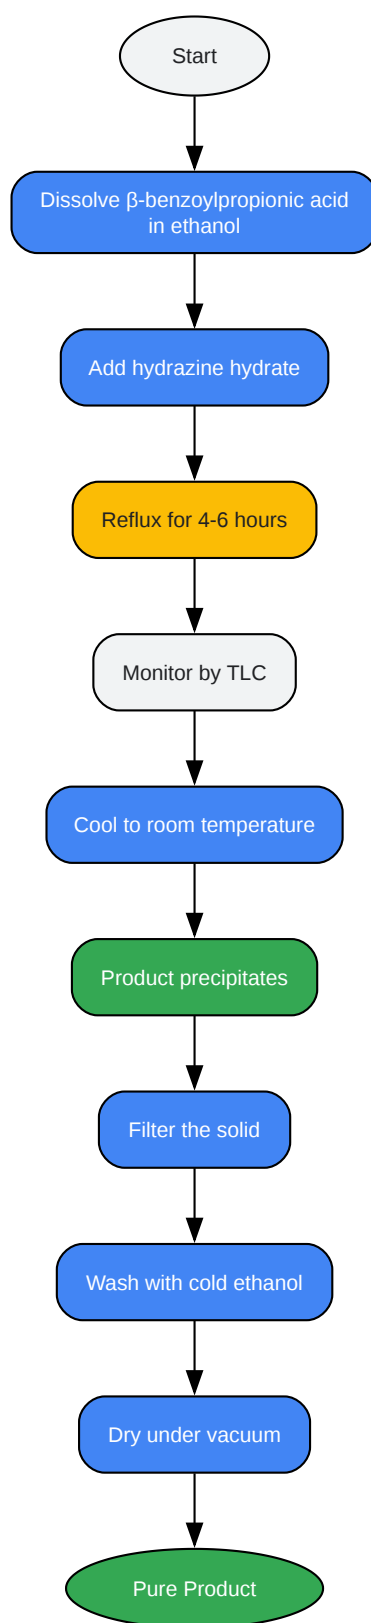 Start
Dissolve β-benzoylpropionic acid
in ethanol
Add hydrazine hydrate
Reflux for 4-6 hours
Monitor by TLC
Cool to room temperature
Product precipitates
Filter the solid
Wash with cold ethanol
Dry under vacuum
Pure Product